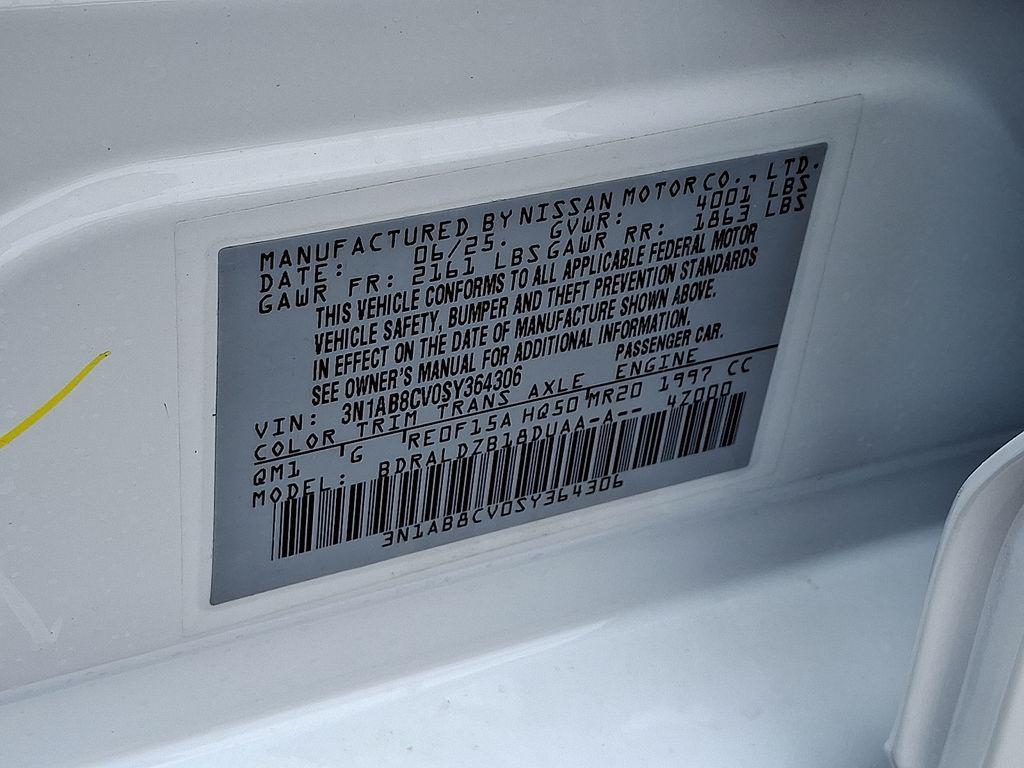 MANUFACTURED BY NISSAN MOTOR CO., LTD.
DATE: 06/25. GVWR: 4001 LBS
GAWR FR: 2161 LBS GAWR RR: 1863 LBS
THIS VEHICLE CONFORMS TO ALL APPLICABLE FEDERAL MOTOR
VEHICLE SAFETY, BUMPER AND THEFT PREVENTION STANDARDS
IN EFFECT ON THE DATE OF MANUFACTURE SHOWN ABOVE.
SEE OWNER'S MANUAL FOR ADDITIONAL INFORMATION.
VIN: 3N1AB8CV0SY364306 PASSENGER CAR.
COLOR TRIM TRANS AXLE ENGINE
QM1 G RE0F15A HQ50 MR20 1997 CC
MODEL: BDRALDZB18DUAA-A-- 47000
3N1AB8CV0SY364306